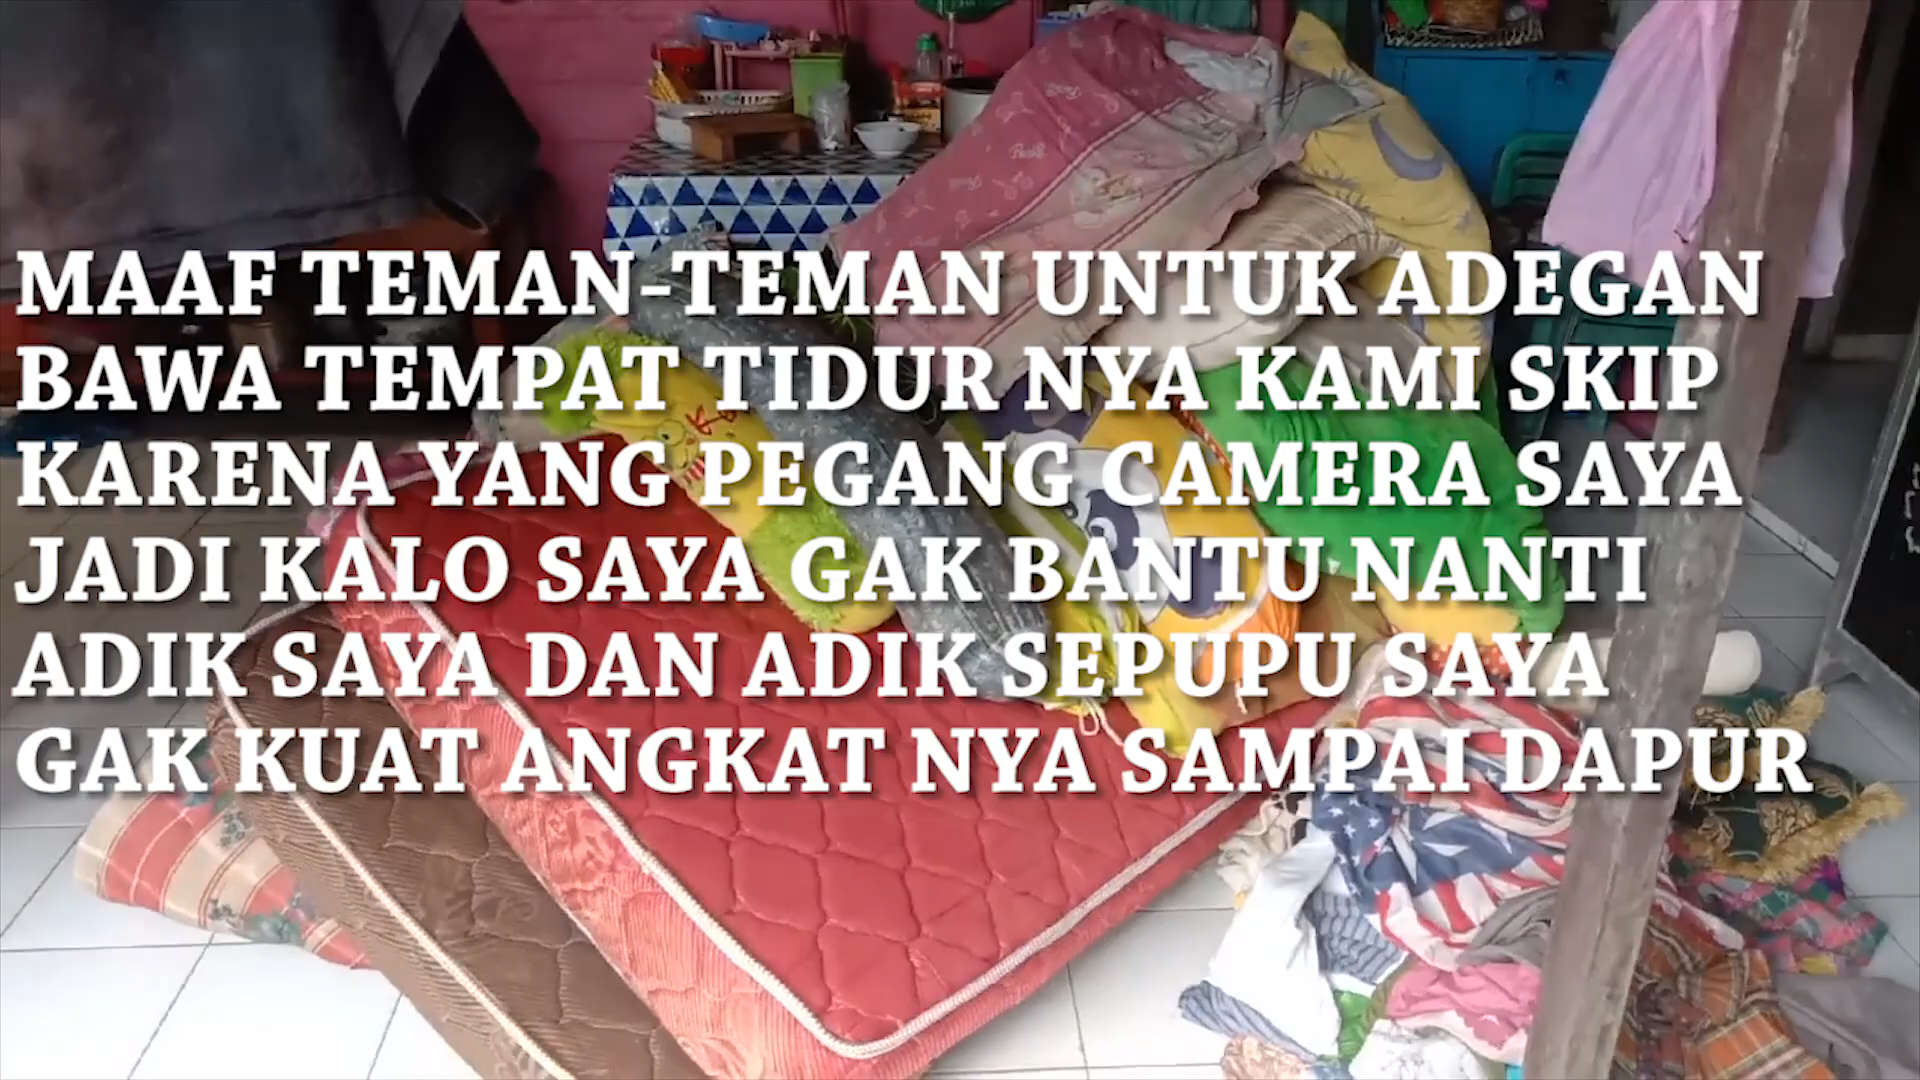 MAAF TEMAN-TEMAN UNTUK ADEGAN
BAWA TEMPAT TIDUR NYA KAMI SKIP
KARENA YANG PEGANG CAMERA SAYA
JADI KALO SAYA GAK BANTU NANTI
ADIK SAYA DAN ADIK SEPUPU SAYA
GAK KUAT ANGKAT NYA SAMPAI DAPUR